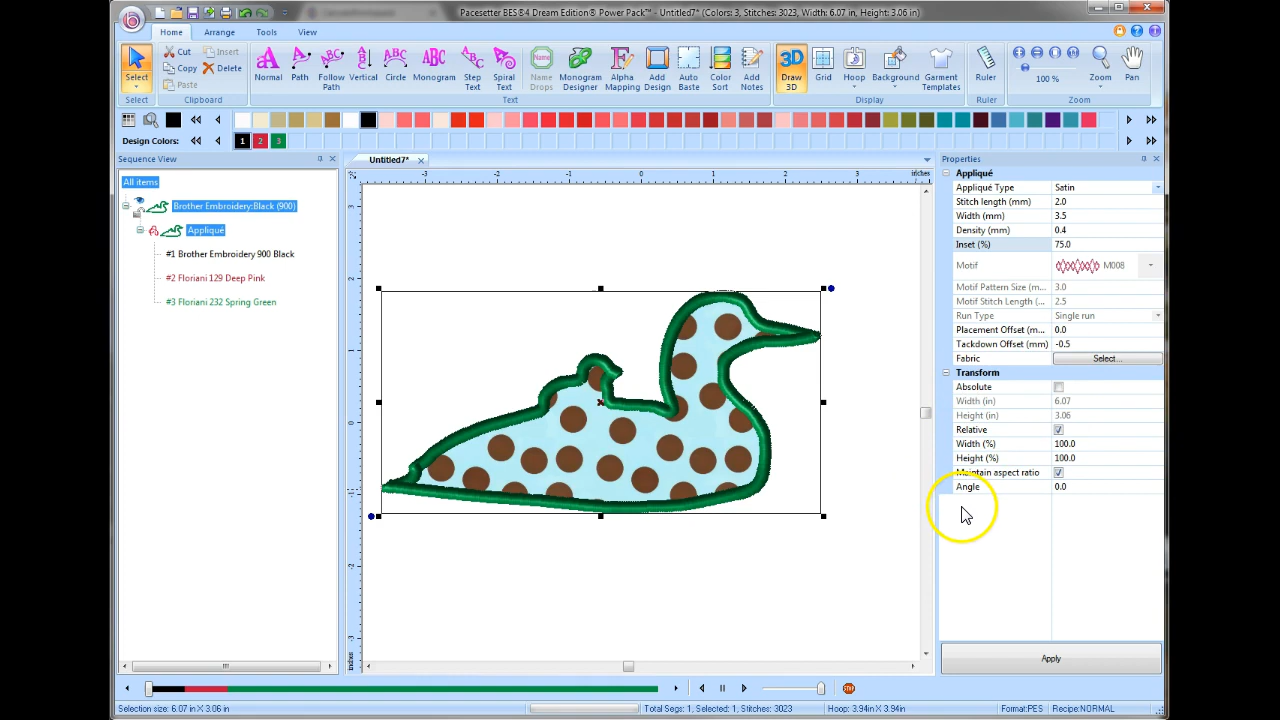 Pacesetter BES®4 Dream Edition® Power Pack™ - Untitled7* (Colors: 3, Stitches: 3023, Width:6.07 in, Height: 3.06 in)
Home Arrange Tools View
Select Cut Copy Paste Insert Delete Normal Path Follow Path Vertical Circle Monogram Step Text Spiral Text Name Drops Monogram Designer Alpha Mapping Add Design Auto Baste Color Sort Add Notes 3D Draw 3D Grid Hoop Background Garment Templates Ruler 100 % Zoom Pan
Select Clipboard Text Display Ruler Zoom
Design Colors: 1 2 3
Sequence View
Untitled7*
Properties
-3 -2 -1 0 1 2 3 inches
All items
Brother Embroidery:Black (900)
Appliqué
#1 Brother Embroidery 900 Black
#2 Floriani 129 Deep Pink
#3 Floriani 232 Spring Green
Appliqué
Appliqué Type Satin
Stitch length (mm) 2.0
Width (mm) 3.5
Density (mm) 0.4
Inset (%) 75.0
Motif M008
Motif Pattern Size (m... 3.0
Motif Stitch Length (... 2.5
Run Type Single run
Placement Offset (m... 0.0
Tackdown Offset (mm) -0.5
Fabric Select...
Transform
Absolute
Width (in) 6.07
Height (in) 3.06
Relative
Width (%) 100.0
Height (%) 100.0
Maintain aspect ratio
Angle 0.0
Apply
STOP
Selection size: 6.07 in X 3.06 in Total Segs: 1, Selected: 1, Stitches: 3023 Hoop: 3.94in X 3.94in Format:PES Recipe:NORMAL